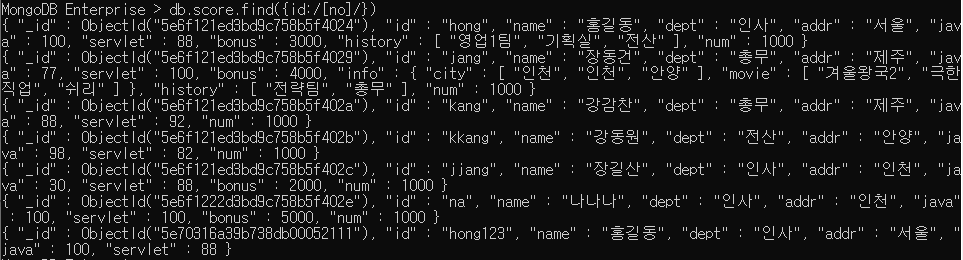 MongoDB Enterprise > db.score.find({id:/[no]/})
{ "_id" : ObjectId("5e6f121ed3bd9c758b5f4024"), "id" : "hong", "name" : "홍길동", "dept" : "인사", "addr" : "서울", "jav
a" : 100, "servlet" : 88, "bonus" : 3000, "history" : [ "영업1팀", "기획실", "전산" ], "num" : 1000 }
{ "_id" : ObjectId("5e6f121ed3bd9c758b5f4029"), "id" : "jang", "name" : "장동건", "dept" : "총무", "addr" : "제주", "jav
a" : 77, "servlet" : 100, "bonus" : 4000, "info" : { "city" : [ "인천", "인천", "안양" ], "movie" : [ "겨울왕국2", "극한
직업", "쉬리" ] }, "history" : [ "전략팀", "총무" ], "num" : 1000 }
{ "_id" : ObjectId("5e6f121ed3bd9c758b5f402a"), "id" : "kang", "name" : "강감찬", "dept" : "총무", "addr" : "제주", "jav
a" : 88, "servlet" : 92, "num" : 1000 }
{ "_id" : ObjectId("5e6f121ed3bd9c758b5f402b"), "id" : "kkang", "name" : "강동원", "dept" : "전산", "addr" : "안양", "ja
va" : 98, "servlet" : 82, "num" : 1000 }
{ "_id" : ObjectId("5e6f121ed3bd9c758b5f402c"), "id" : "jjang", "name" : "장길산", "dept" : "인사", "addr" : "인천", "ja
va" : 30, "servlet" : 88, "bonus" : 2000, "num" : 1000 }
{ "_id" : ObjectId("5e6f1222d3bd9c758b5f402e"), "id" : "na", "name" : "나나나", "dept" : "인사", "addr" : "인천", "java"
: 100, "servlet" : 100, "bonus" : 5000, "num" : 1000 }
{ "_id" : ObjectId("5e70316a39b738db00052111"), "id" : "hong123", "name" : "홍길동", "dept" : "인사", "addr" : "서울", "
java" : 100, "servlet" : 88 }